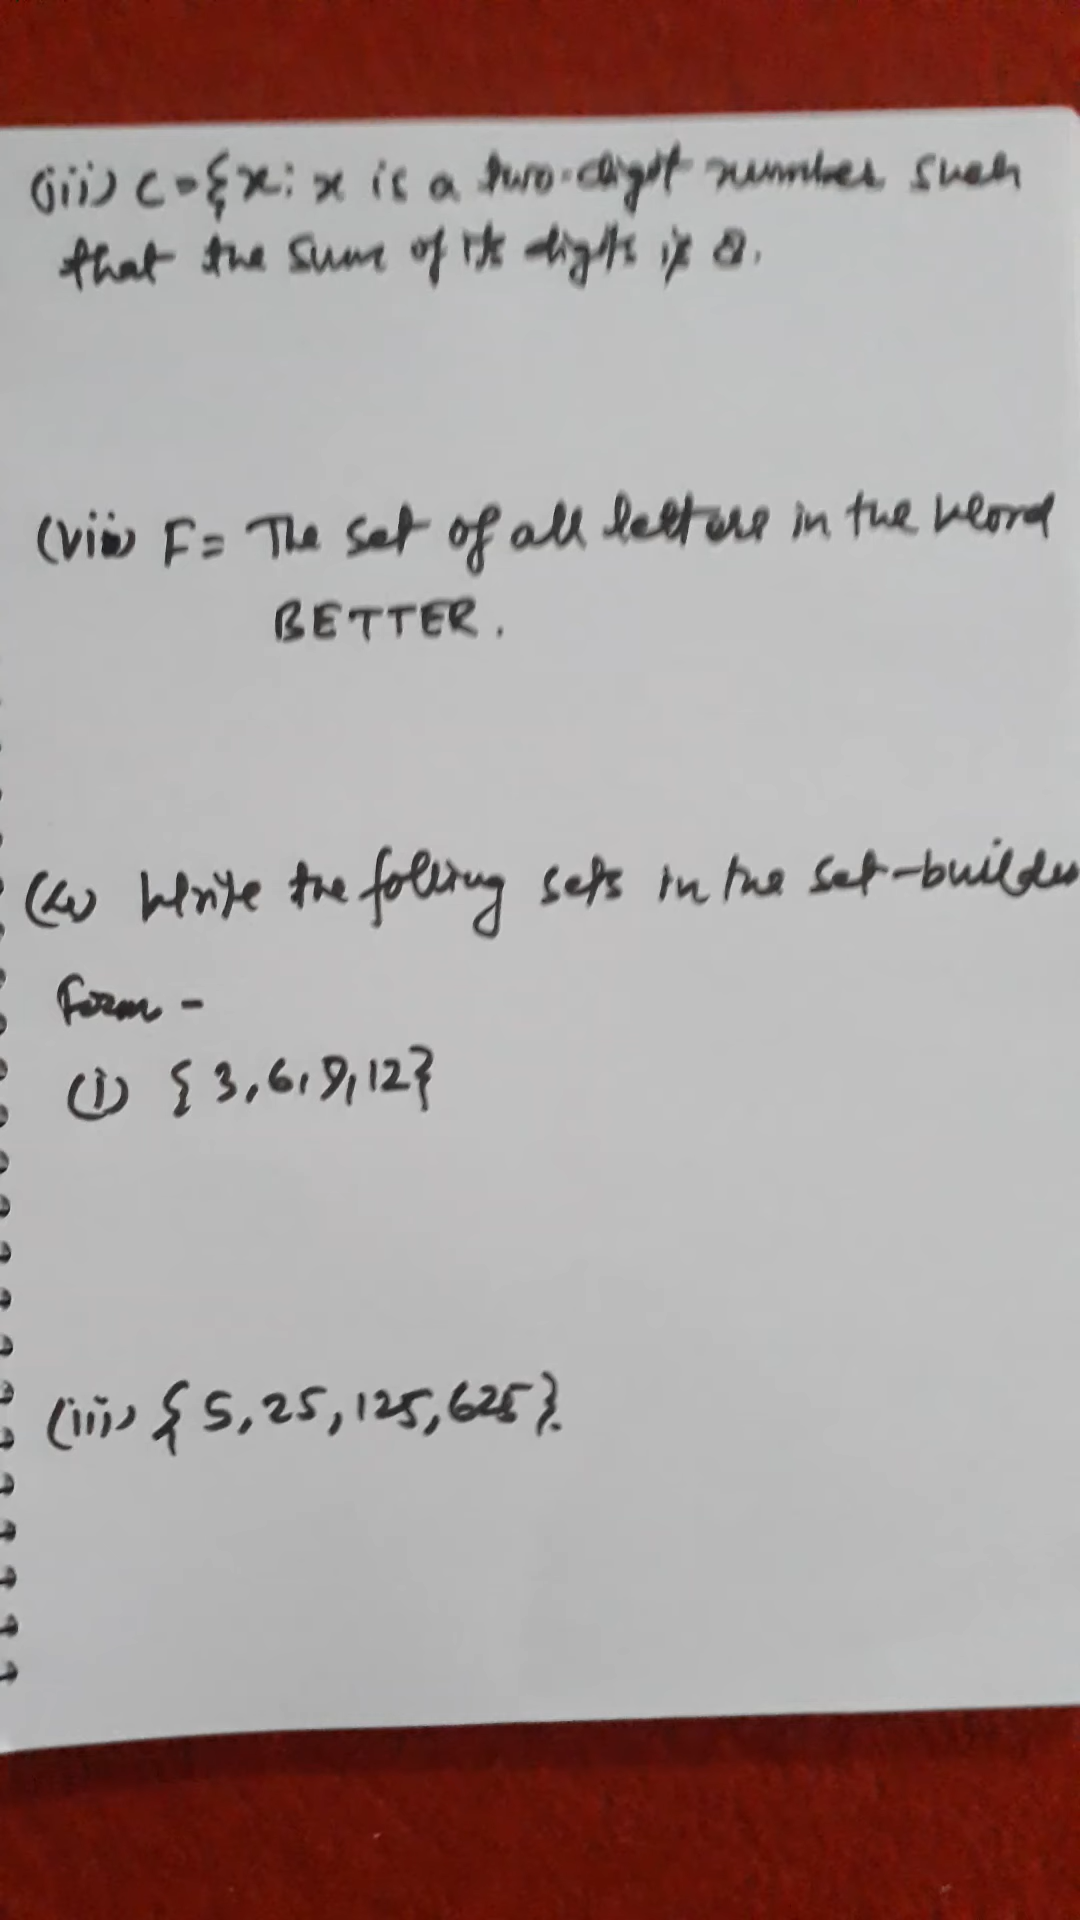 (iii) C = {x: x is a two-digit number such
that the sum of its digits is 8.
(vii) F = The set of all letters in the word
BETTER.
Write the folling sets in the set-builder
form -
(i) {3,6,9,12}
(iii) {5,25,125,625}.